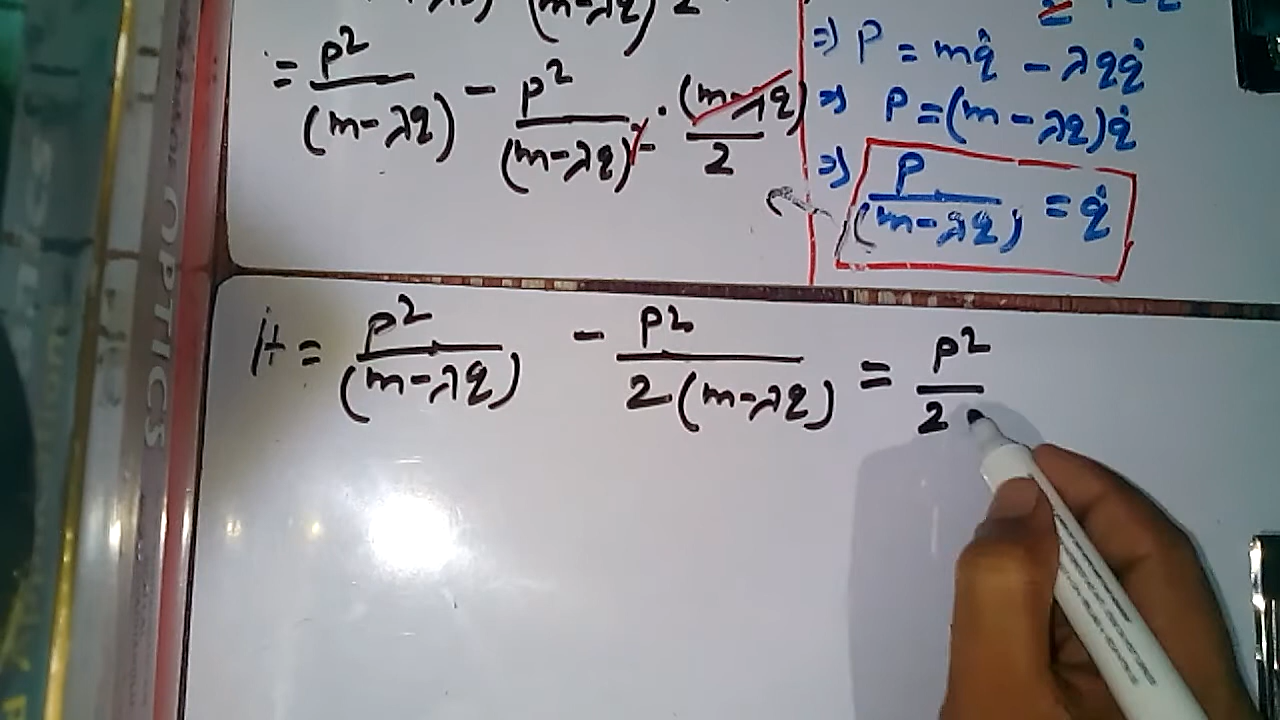 = p² / (m-λq) - p² / (m-λq)² · (m-λq) / 2
⇒ p = mq̇ - λqq̇
⇒ p = (m - λq)q̇
⇒ p / (m-λq) = q̇
H = p² / (m-λq) - p² / 2(m-λq) = p² / 2
OPTICS